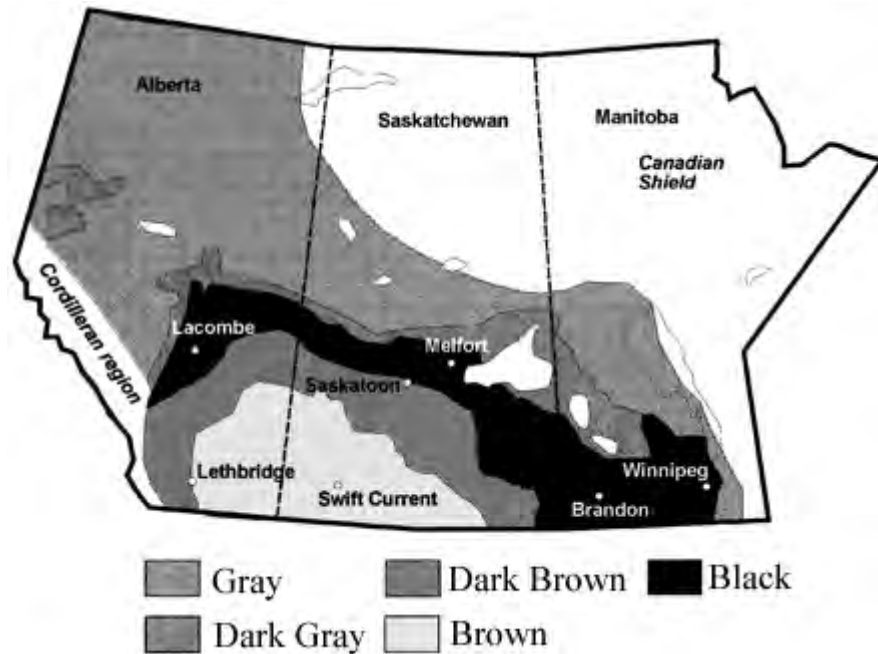 Alberta
Saskatchewan
Manitoba
Canadian
Shield
Cordilleran region
Lacombe
Melfort
Saskatoon
Lethbridge
Swift Current
Winnipeg
Brandon
Gray
Dark Brown
Black
Dark Gray
Brown